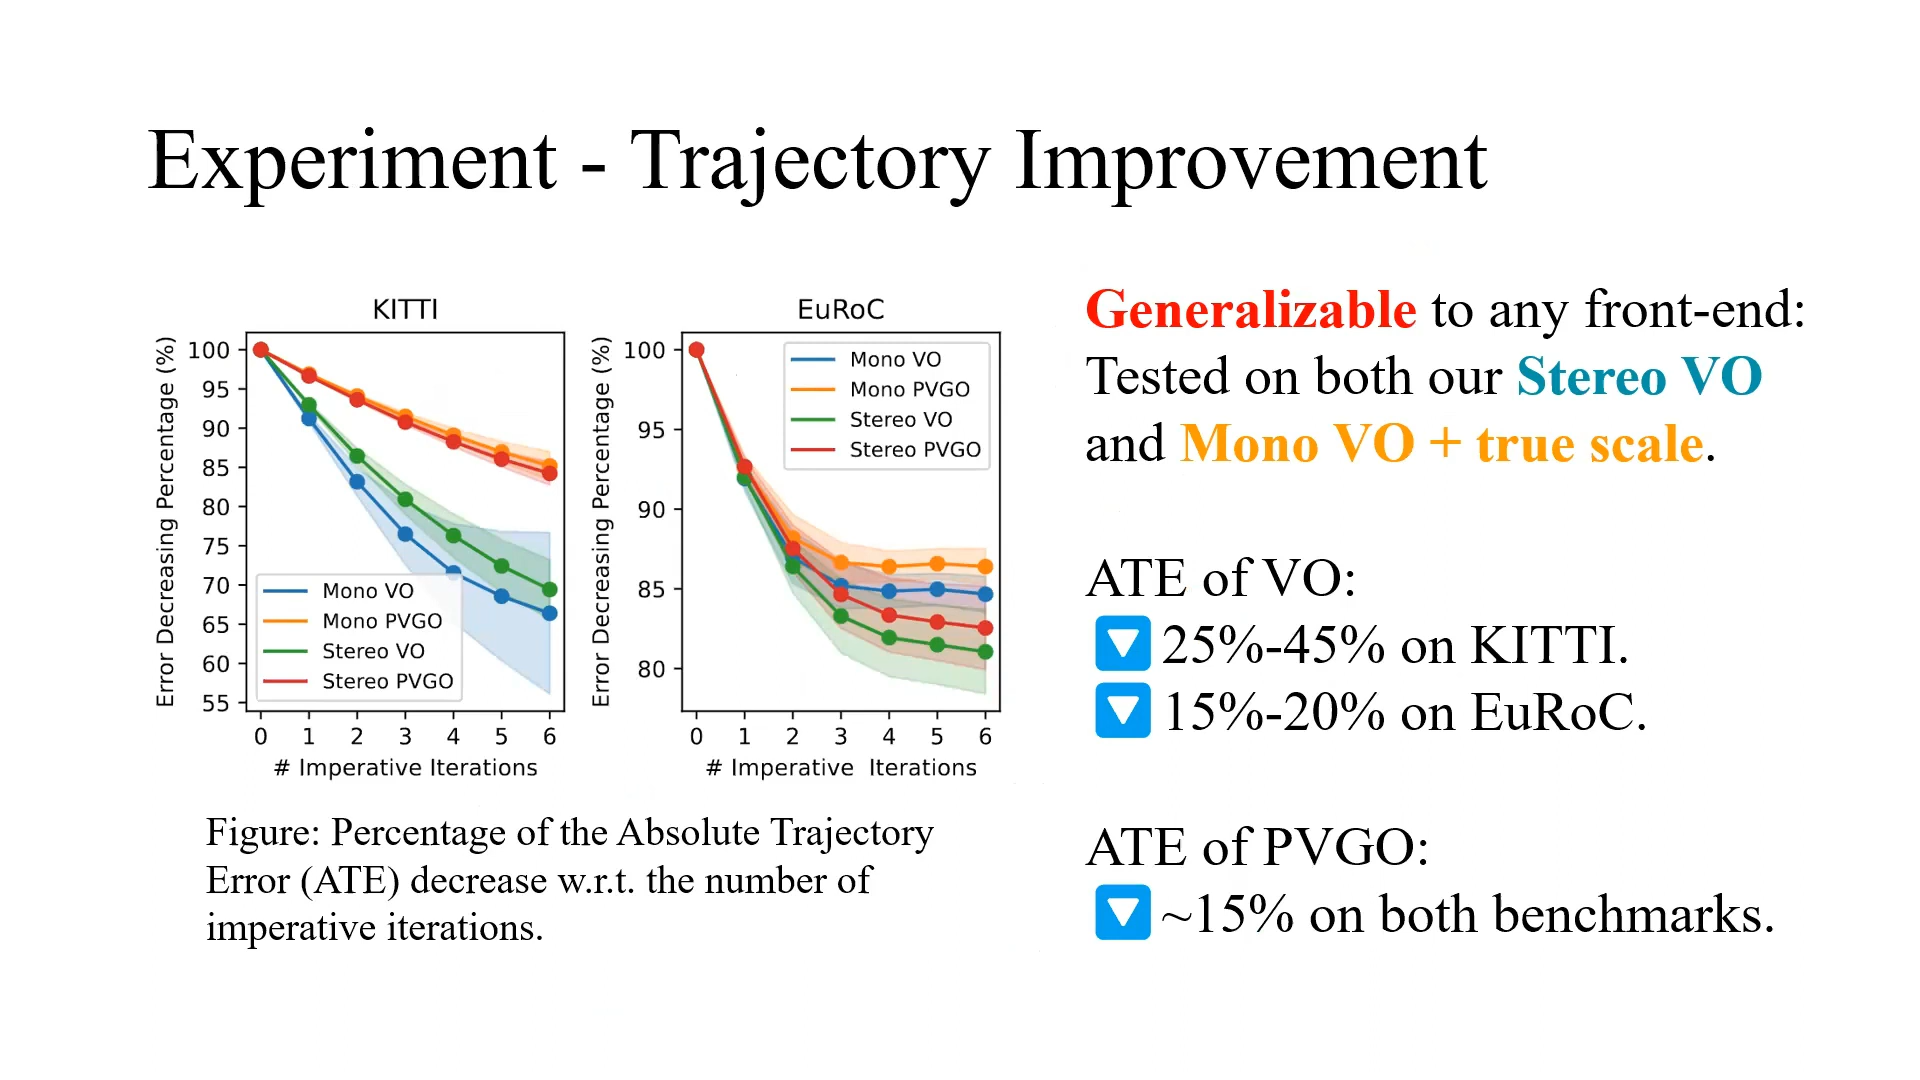 Experiment - Trajectory Improvement
KITTI
Error Decreasing Percentage (%)
100
95
90
85
80
75
70
65
60
55
Mono VO
Mono PVGO
Stereo VO
Stereo PVGO
0 1 2 3 4 5 6
# Imperative Iterations
EuRoC
Error Decreasing Percentage (%)
100
95
90
85
80
Mono VO
Mono PVGO
Stereo VO
Stereo PVGO
0 1 2 3 4 5 6
# Imperative Iterations
Figure: Percentage of the Absolute Trajectory
Error (ATE) decrease w.r.t. the number of
imperative iterations.
Generalizable to any front-end:
Tested on both our Stereo VO
and Mono VO + true scale.
ATE of VO:
25%-45% on KITTI.
15%-20% on EuRoC.
ATE of PVGO:
~15% on both benchmarks.